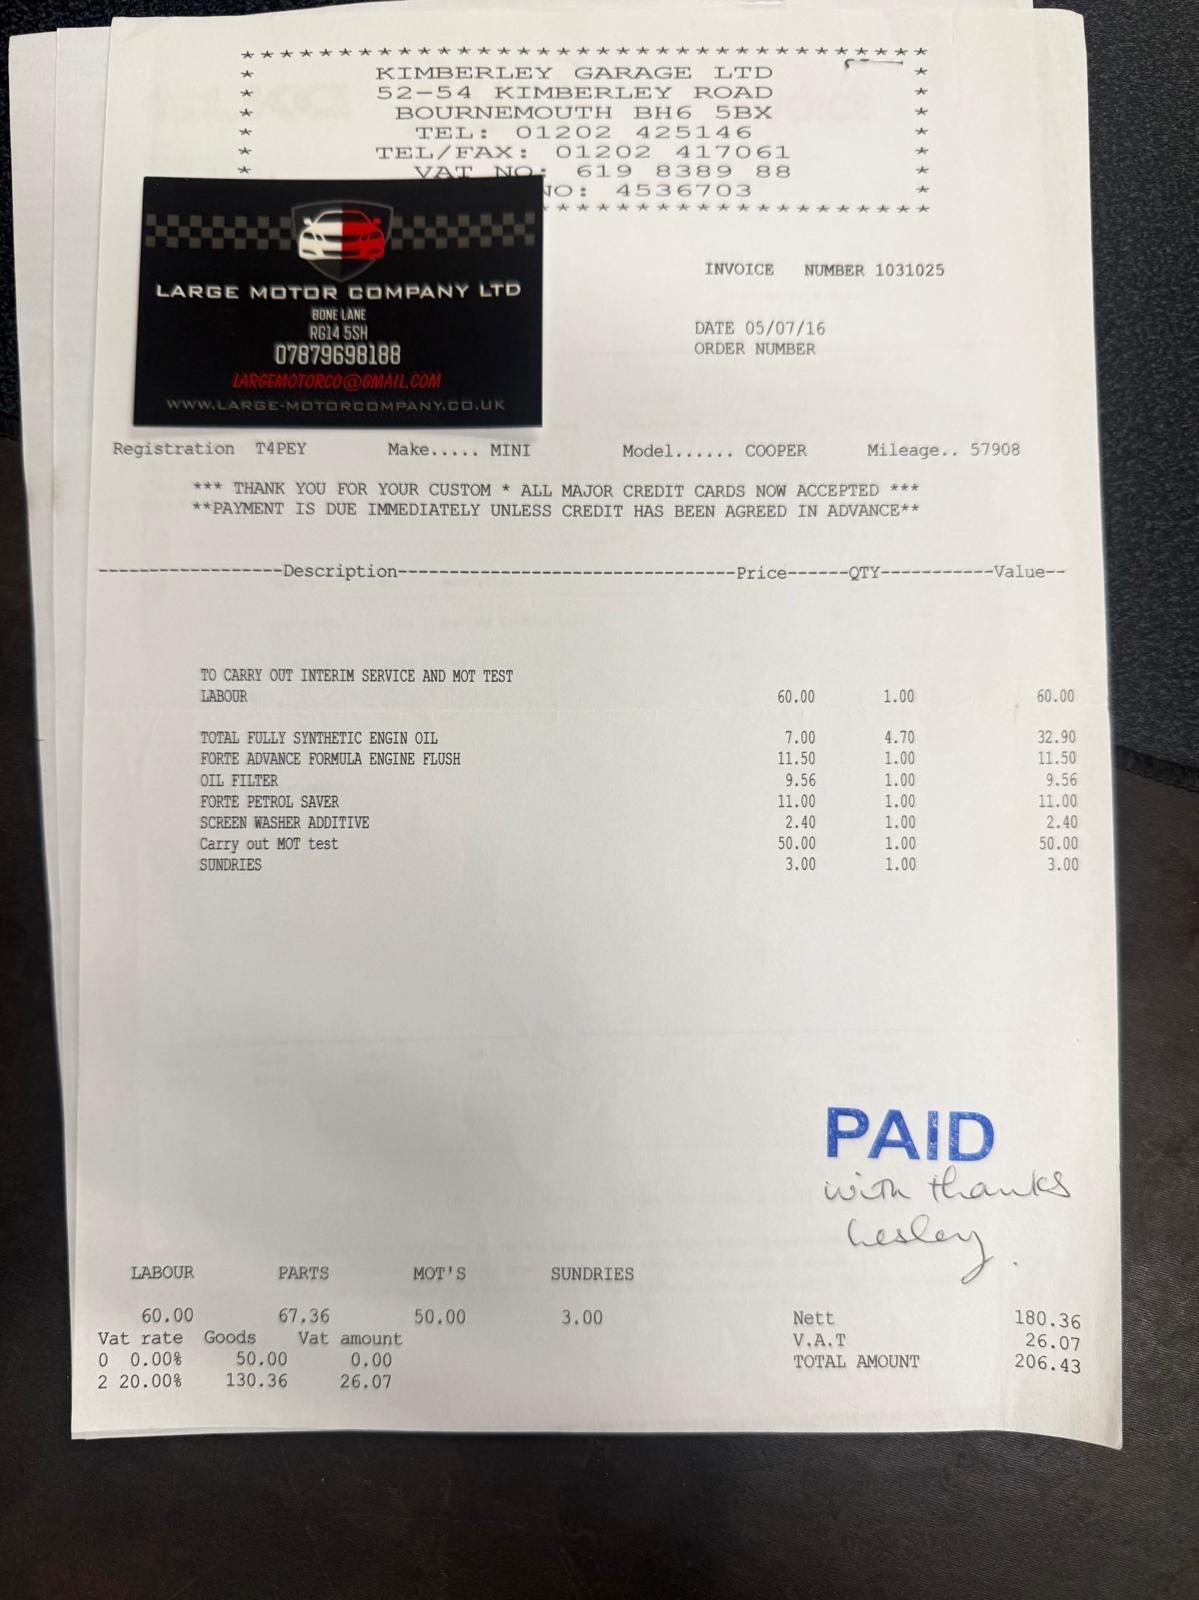 KIMBERLEY GARAGE LTD
52-54 KIMBERLEY ROAD
BOURNEMOUTH BH6 5BX
TEL: 01202 425146
TEL/FAX: 01202 417061
VAT NO: 619 8389 88
NO: 4536703
LARGE MOTOR COMPANY LTD
BONE LANE
RG14 5SH
07879698188
LARGEMOTORCO@GMAIL.COM
WWW.LARGE-MOTORCOMPANY.CO.UK
INVOICE NUMBER 1031025
DATE 05/07/16
ORDER NUMBER
Registration T4PEY Make..... MINI Model...... COOPER Mileage.. 57908
*** THANK YOU FOR YOUR CUSTOM * ALL MAJOR CREDIT CARDS NOW ACCEPTED ***
**PAYMENT IS DUE IMMEDIATELY UNLESS CREDIT HAS BEEN AGREED IN ADVANCE**
------------------Description---------------------------------Price------QTY-----------Value--
TO CARRY OUT INTERIM SERVICE AND MOT TEST
LABOUR 60.00 1.00 60.00
TOTAL FULLY SYNTHETIC ENGIN OIL 7.00 4.70 32.90
FORTE ADVANCE FORMULA ENGINE FLUSH 11.50 1.00 11.50
OIL FILTER 9.56 1.00 9.56
FORTE PETROL SAVER 11.00 1.00 11.00
SCREEN WASHER ADDITIVE 2.40 1.00 2.40
Carry out MOT test 50.00 1.00 50.00
SUNDRIES 3.00 1.00 3.00
PAID
with thanks
Lesley.
LABOUR PARTS MOT'S SUNDRIES
60.00 67.36 50.00 3.00 Nett 180.36
Vat rate Goods Vat amount V.A.T 26.07
0 0.00% 50.00 0.00 TOTAL AMOUNT 206.43
2 20.00% 130.36 26.07